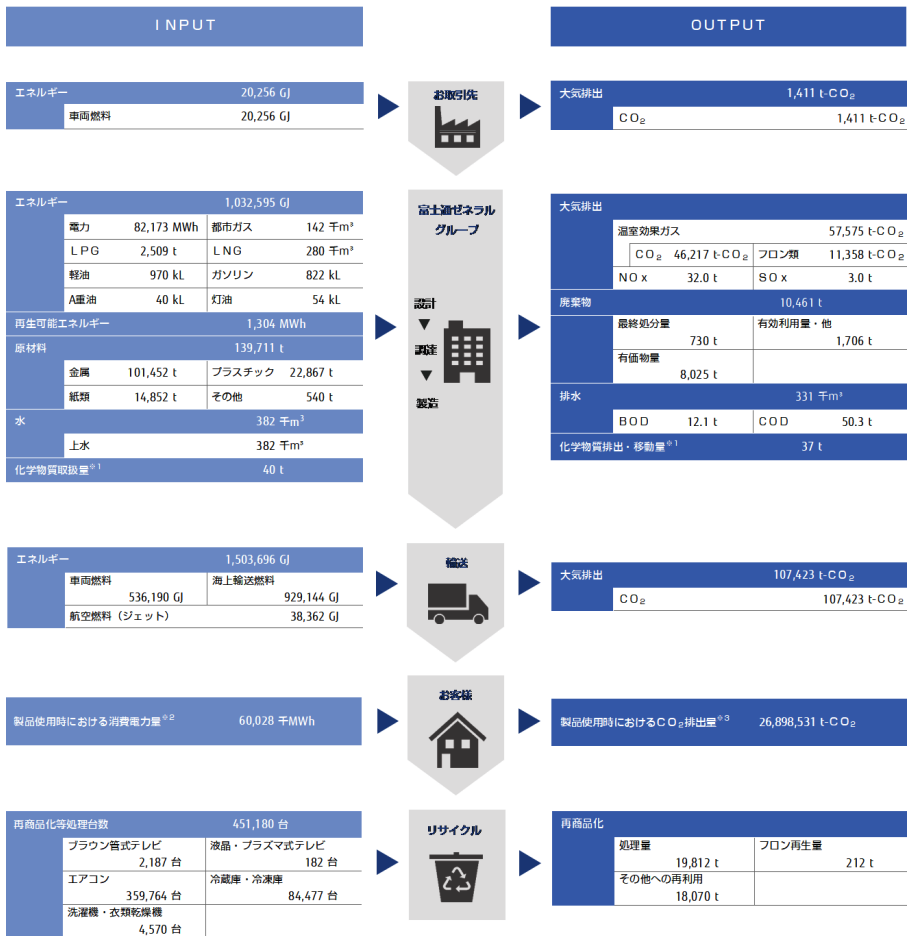 INPUT
OUTPUT
エネルギー 20,256 GJ
車両燃料 20,256 GJ
お取引先
大気排出 1,411 t-CO₂
CO₂ 1,411 t-CO₂
エネルギー 1,032,595 GJ
電力 82,173 MWh 都市ガス 142 千m³
LPG 2,509 t LNG 280 千m³
軽油 970 kL ガソリン 822 kL
A重油 40 kL 灯油 54 kL
再生可能エネルギー 1,304 MWh
原材料 139,711 t
金属 101,452 t プラスチック 22,867 t
紙類 14,852 t その他 540 t
水 382 千m³
上水 382 千m³
化学物質取扱量※1 40 t
富士通ゼネラル
グループ
設計
▼
調達
▼
製造
大気排出
温室効果ガス 57,575 t-CO₂
CO₂ 46,217 t-CO₂ フロン類 11,358 t-CO₂
NOx 32.0 t SOx 3.0 t
廃棄物 10,461 t
最終処分量 有効利用量・他
730 t 1,706 t
有価物量
8,025 t
排水 331 千m³
BOD 12.1 t COD 50.3 t
化学物質排出・移動量※1 37 t
エネルギー 1,503,696 GJ
車両燃料 海上輸送燃料
536,190 GJ 929,144 GJ
航空燃料（ジェット） 38,362 GJ
輸送
大気排出 107,423 t-CO₂
CO₂ 107,423 t-CO₂
製品使用時における消費電力量※2 60,028 千MWh
お客様
製品使用時におけるCO₂排出量※3 26,898,531 t-CO₂
再商品化等処理台数 451,180 台
ブラウン管式テレビ 液晶・プラズマ式テレビ
2,187 台 182 台
エアコン 冷蔵庫・冷凍庫
359,764 台 84,477 台
洗濯機・衣類乾燥機
4,570 台
リサイクル
再商品化
処理量 フロン再生量
19,812 t 212 t
その他への再利用
18,070 t